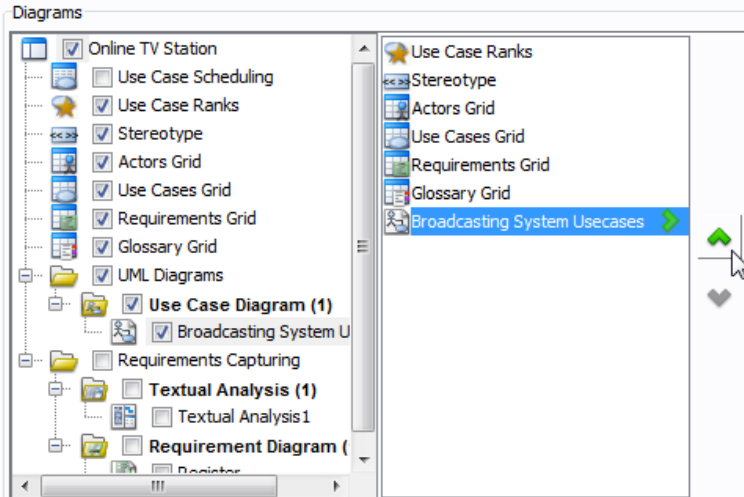 Diagrams
Online TV Station
Use Case Scheduling
Use Case Ranks
Stereotype
Actors Grid
Use Cases Grid
Requirements Grid
Glossary Grid
UML Diagrams
Use Case Diagram (1)
Broadcasting System U
Requirements Capturing
Textual Analysis (1)
Textual Analysis1
Requirement Diagram (
Register
Use Case Ranks
<< >>Stereotype
Actors Grid
Use Cases Grid
Requirements Grid
Glossary Grid
Broadcasting System Usecases